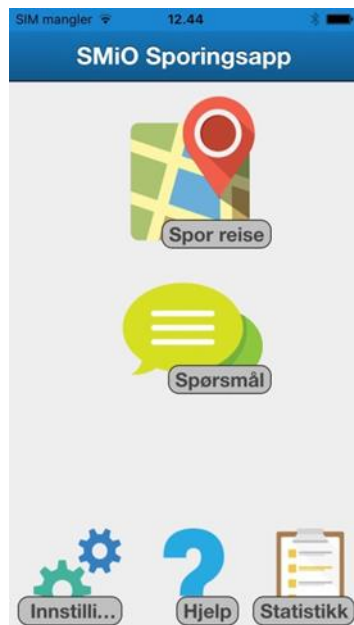 SIM mangler 12.44
SMiO Sporingsapp
Spor reise
Spørsmål
Innstilli... Hjelp Statistikk